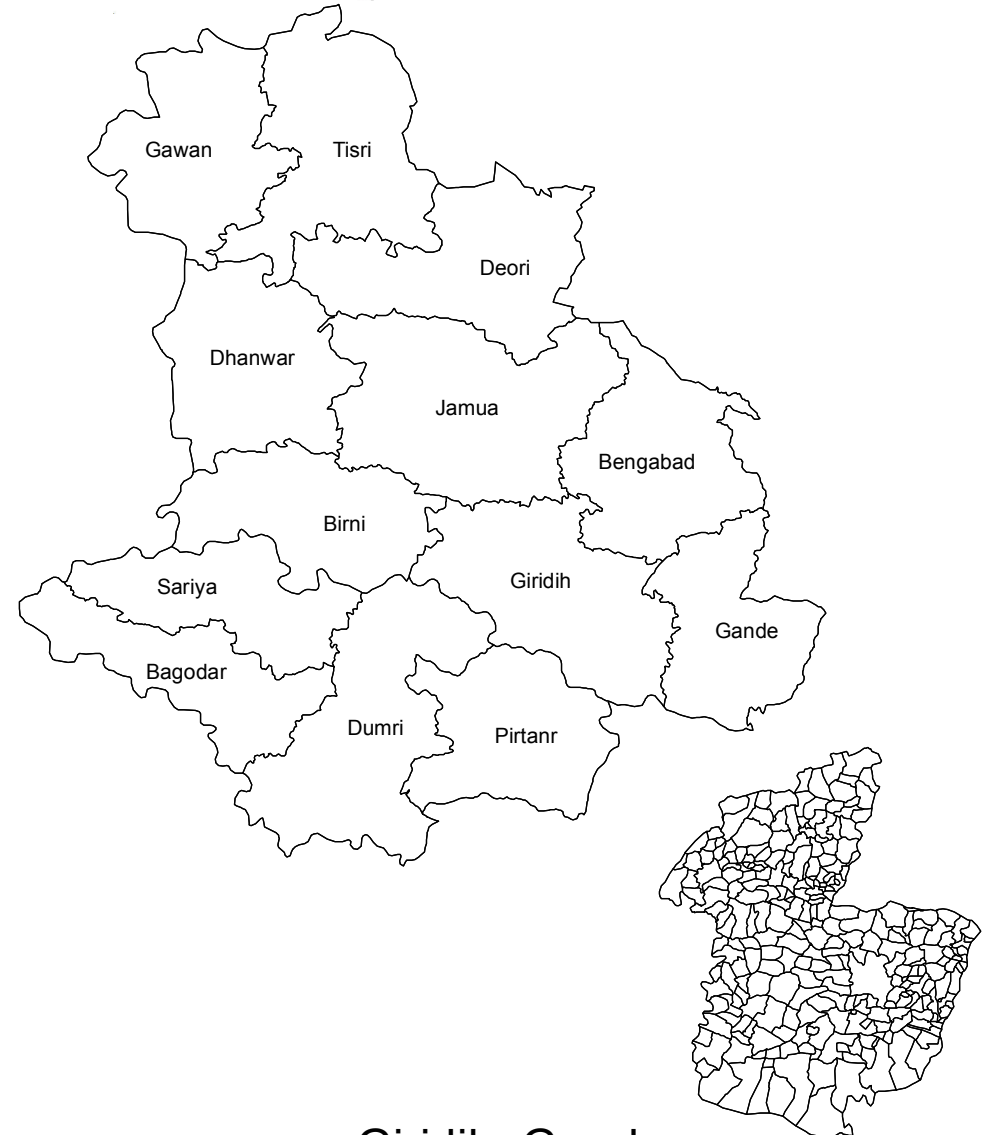 Gawan
Tisri
Deori
Dhanwar
Jamua
Bengabad
Birni
Giridih
Sariya
Gande
Bagodar
Dumri
Pirtanr